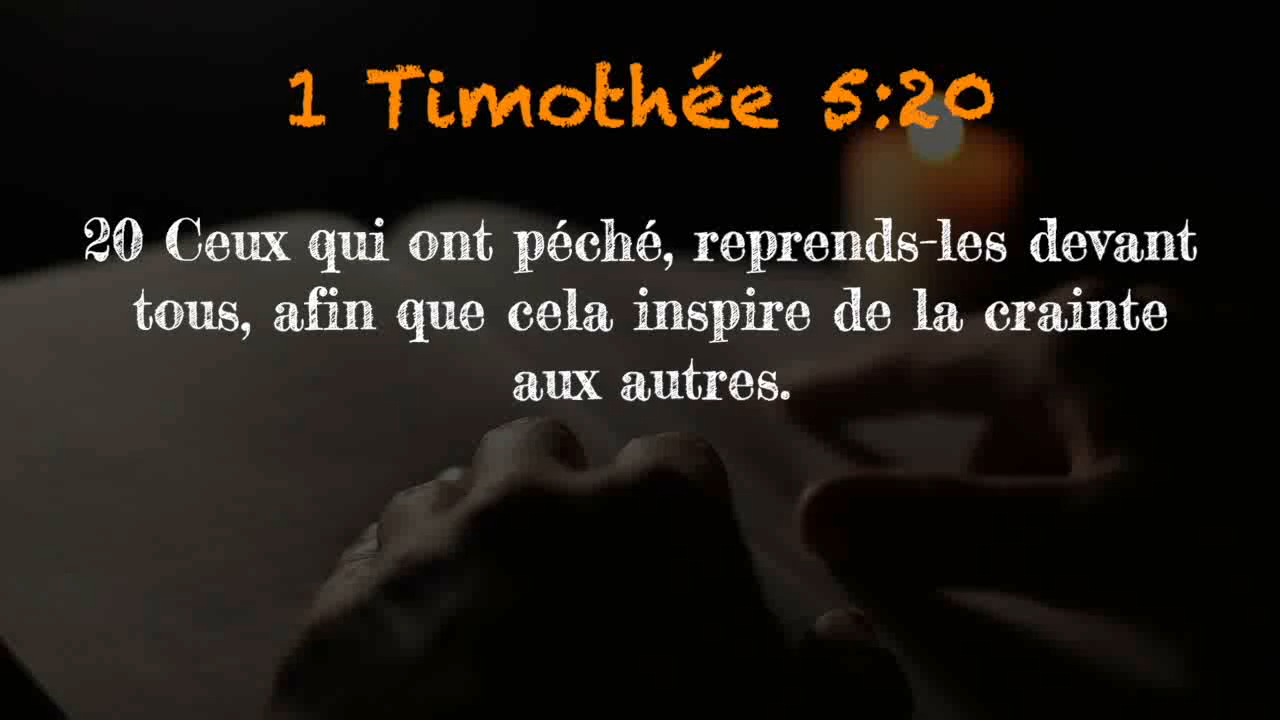 1 Timothée 5:20
20 Ceux qui ont péché, reprends-les devant
tous, afin que cela inspire de la crainte
aux autres.